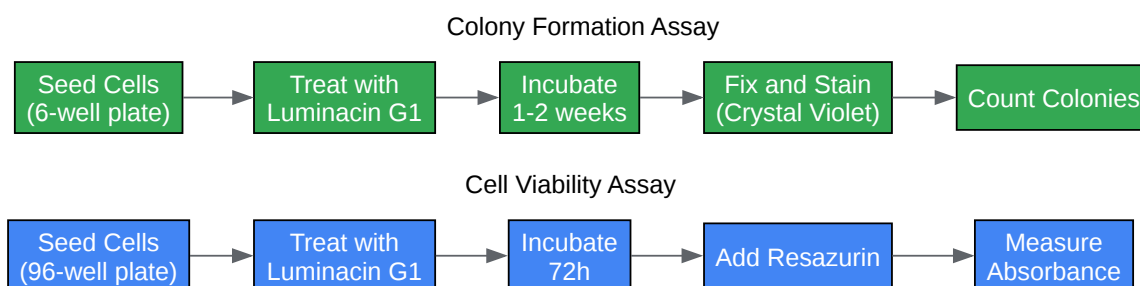 Colony Formation Assay
Seed Cells
(6-well plate)
Treat with
Luminacin G1
Incubate
1-2 weeks
Fix and Stain
(Crystal Violet)
Count Colonies
Cell Viability Assay
Seed Cells
(96-well plate)
Treat with
Luminacin G1
Incubate
72h
Add Resazurin
Measure
Absorbance